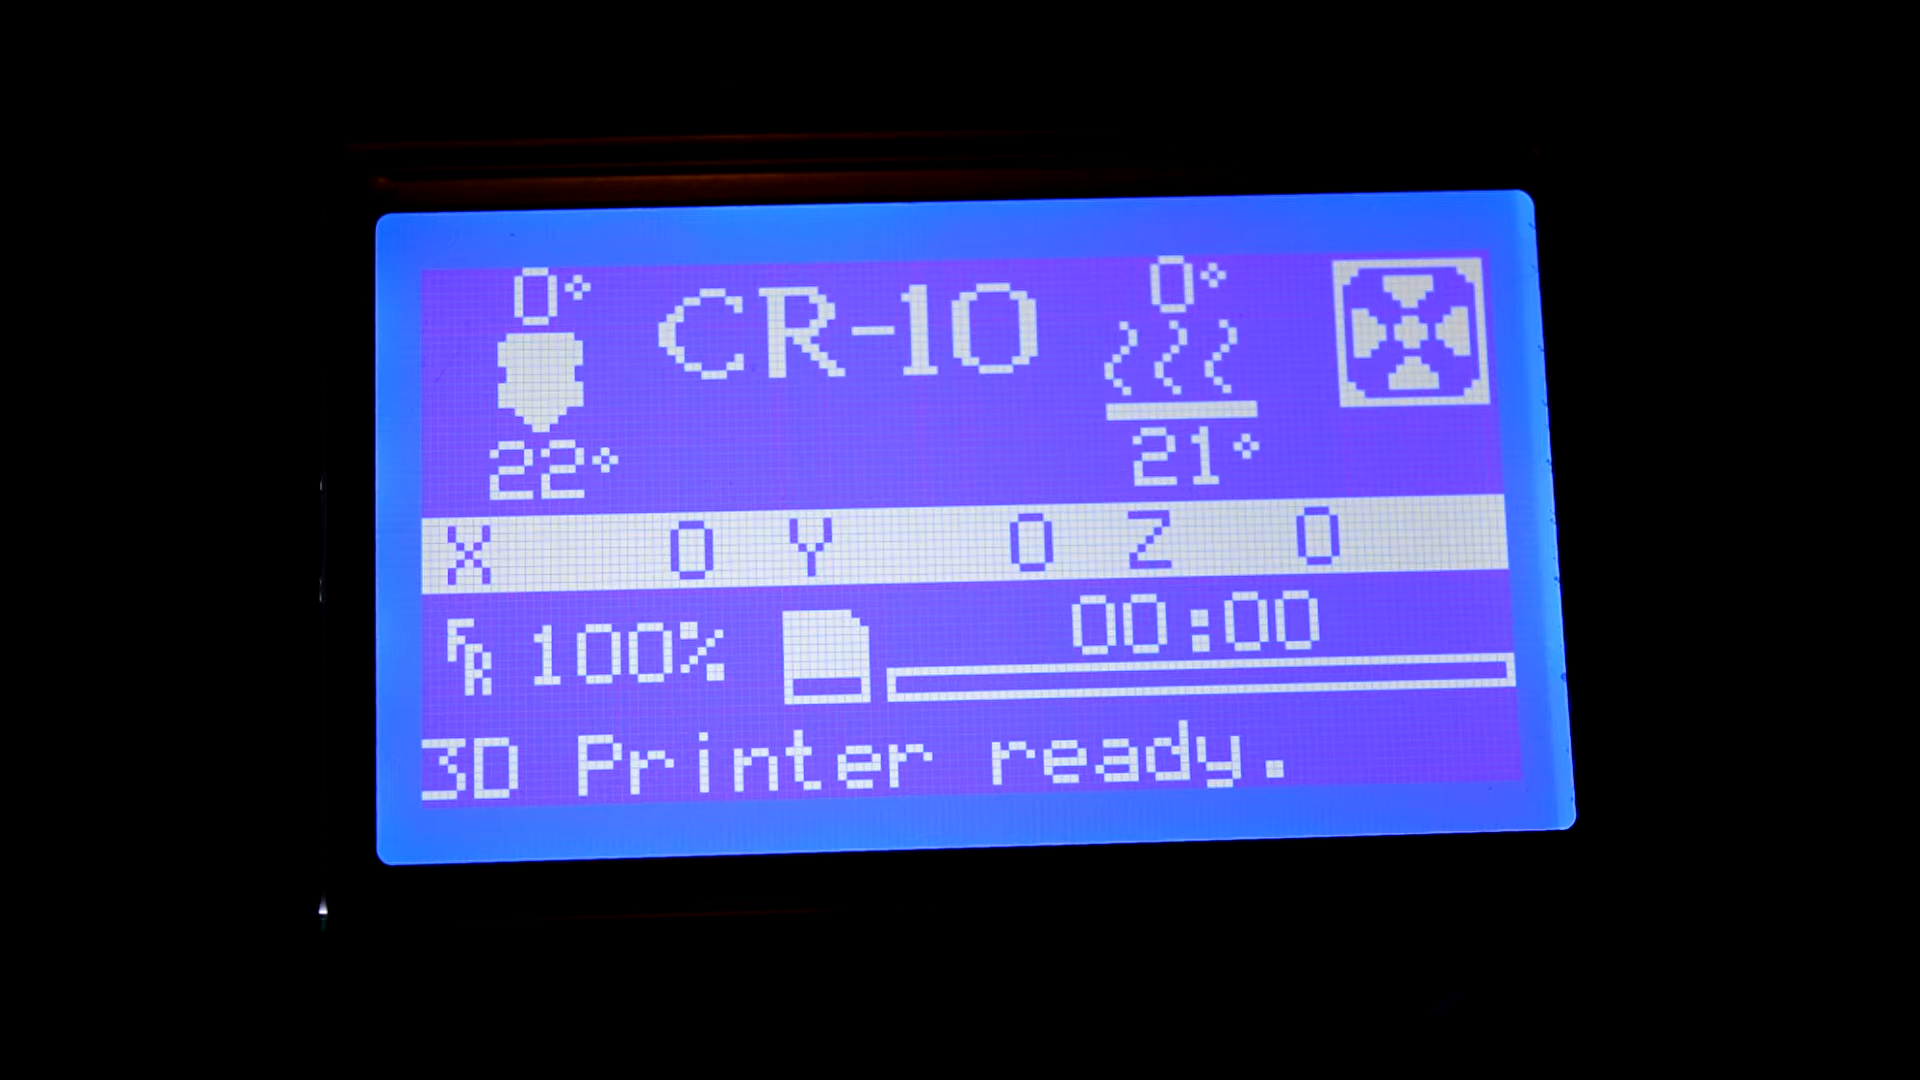 0° CR-10 0°
22° 21°
X 0 Y 0 Z 0
FR 100% 00:00
3D Printer ready.